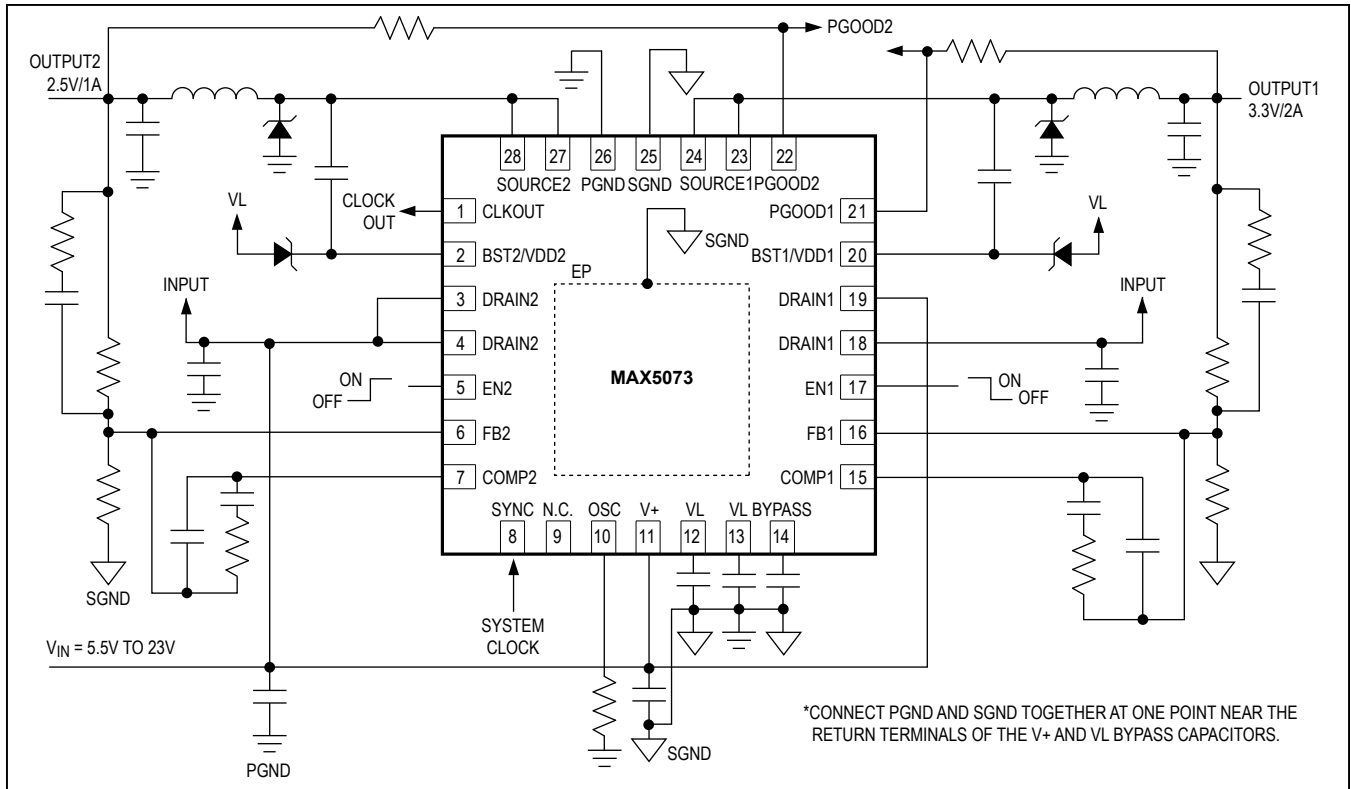 PGOOD2
OUTPUT2
2.5V/1A
OUTPUT1
3.3V/2A
28 27 26 25 24 23 22
SOURCE2 PGND SGND SOURCE1 PGOOD2
VL
CLOCK
OUT
1 CLKOUT
PGOOD1 21
VL
SGND
2 BST2/VDD2
BST1/VDD1 20
EP
INPUT
INPUT
3 DRAIN2
DRAIN1 19
4 DRAIN2
DRAIN1 18
MAX5073
ON
OFF
5 EN2
EN1 17
ON
OFF
6 FB2
FB1 16
7 COMP2
COMP1 15
SYNC N.C. OSC V+ VL VL BYPASS
8 9 10 11 12 13 14
SGND
SYSTEM
CLOCK
VIN = 5.5V TO 23V
*CONNECT PGND AND SGND TOGETHER AT ONE POINT NEAR THE
RETURN TERMINALS OF THE V+ AND VL BYPASS CAPACITORS.
SGND
PGND